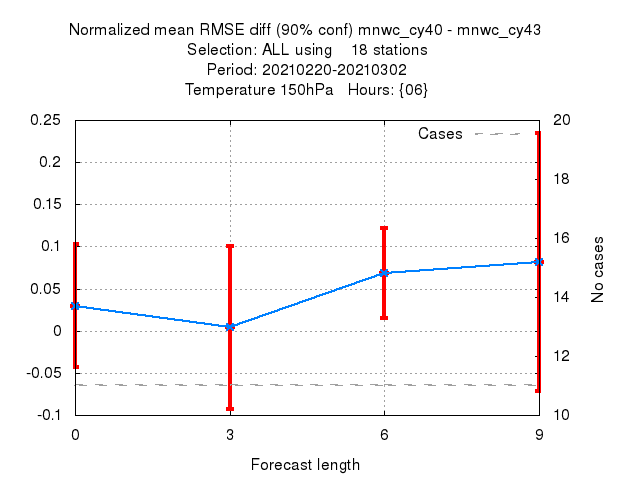 Normalized mean RMSE diff (90% conf) mnwc_cy40 - mnwc_cy43
Selection: ALL using    18 stations
Period: 20210220-20210302
Temperature 150hPa   Hours: {06}
Cases
0.25
0.2
0.15
0.1
0.05
0
-0.05
-0.1
20
18
16
14
12
10
No cases
0
3
6
9
Forecast length